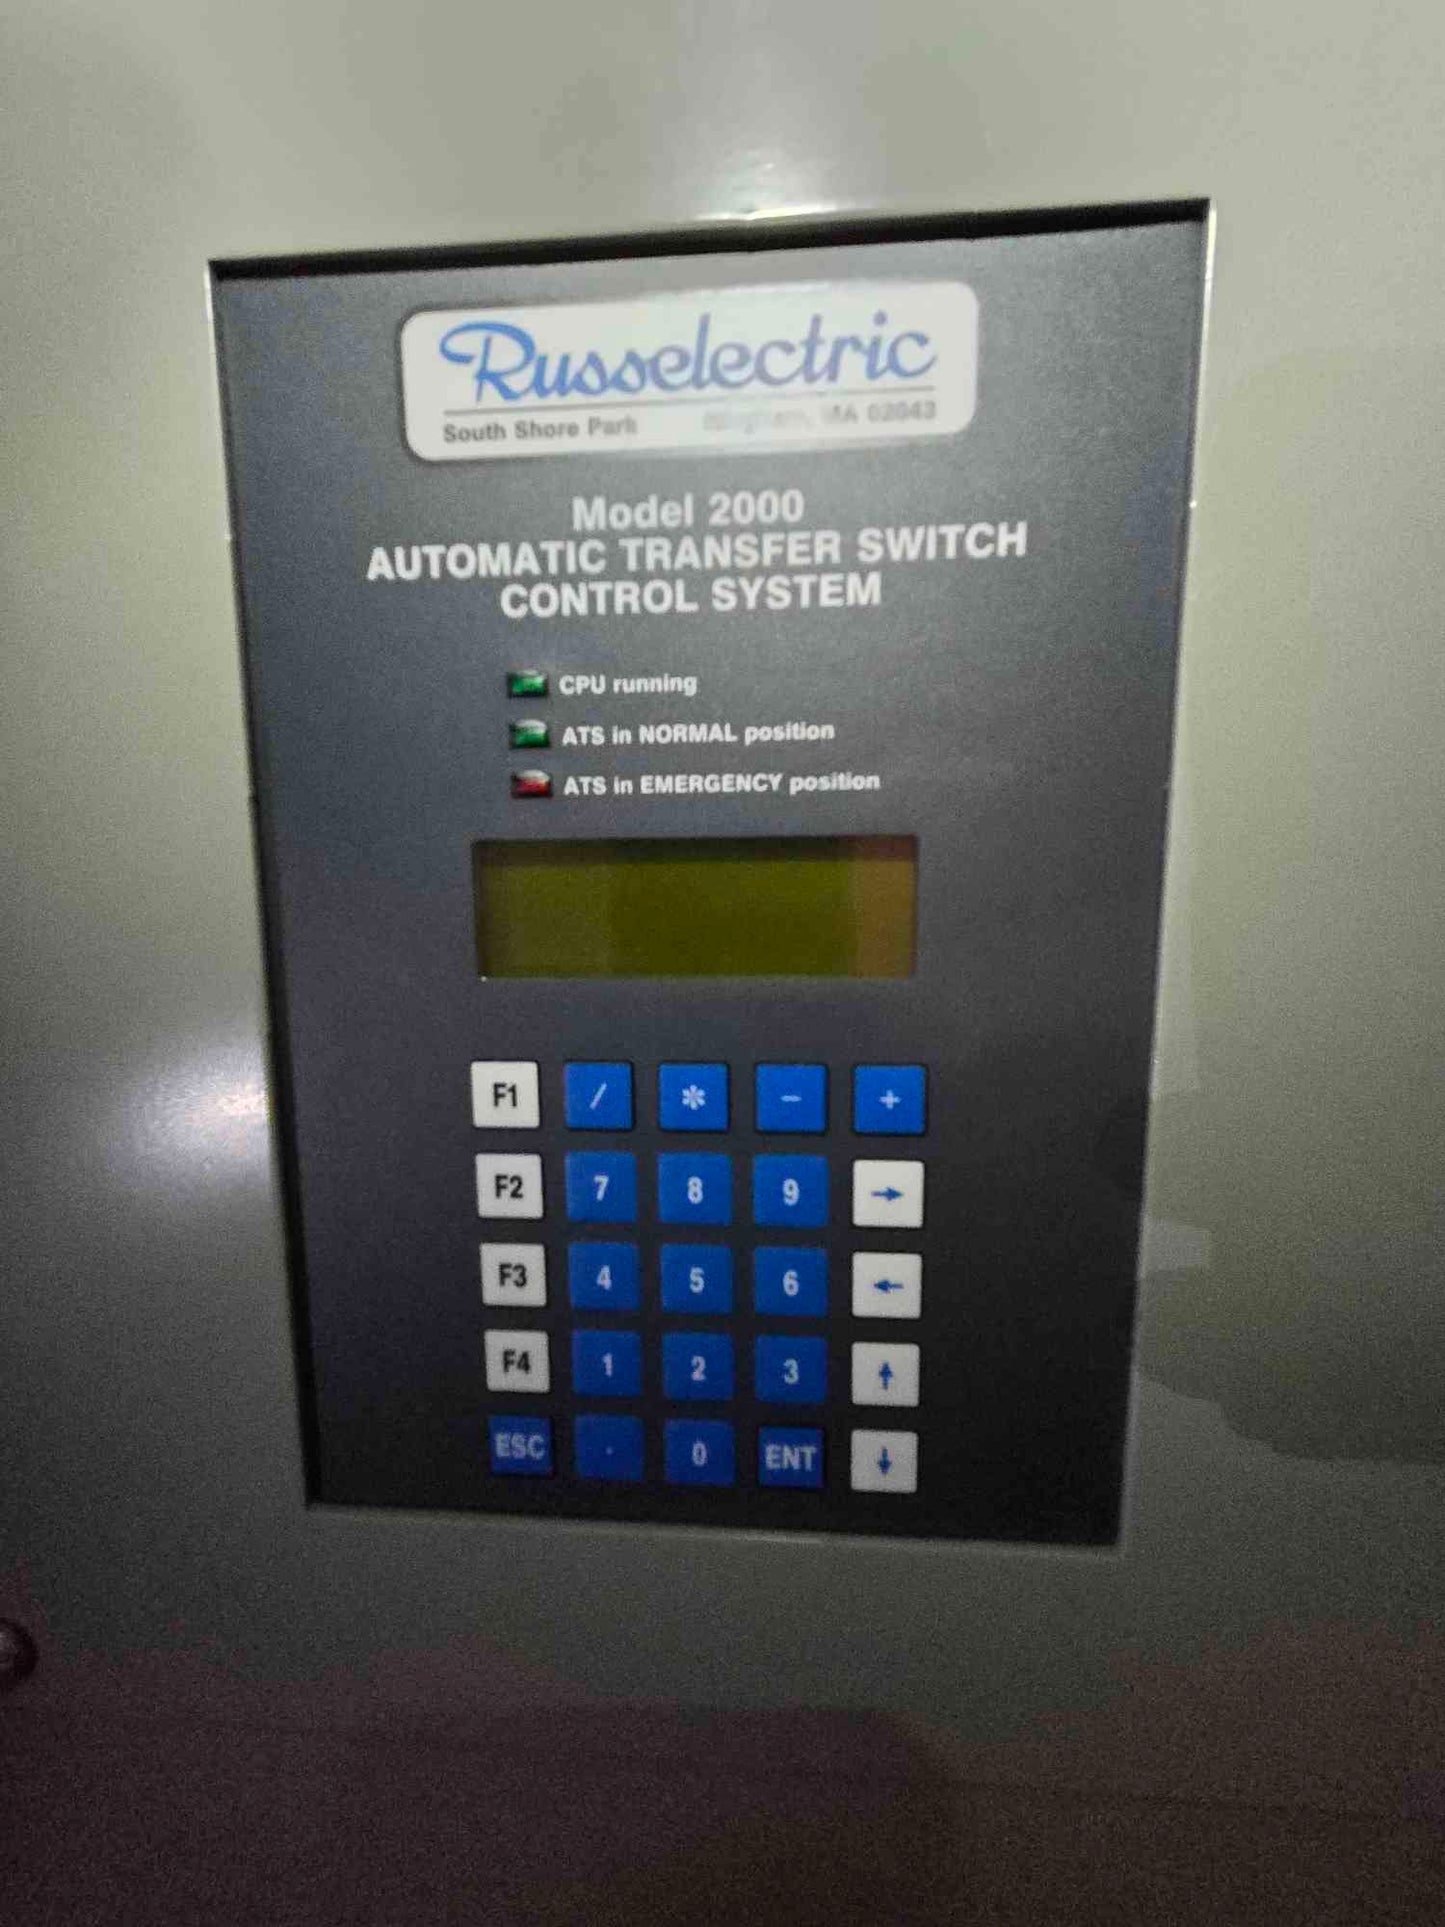 Russelectric
South Shore Park Hingham, MA 02043
Model 2000
AUTOMATIC TRANSFER SWITCH
CONTROL SYSTEM
CPU running
ATS in NORMAL position
ATS in EMERGENCY position
F1 / * - +
F2 7 8 9 →
F3 4 5 6 ←
F4 1 2 3 ↑
ESC . 0 ENT ↓